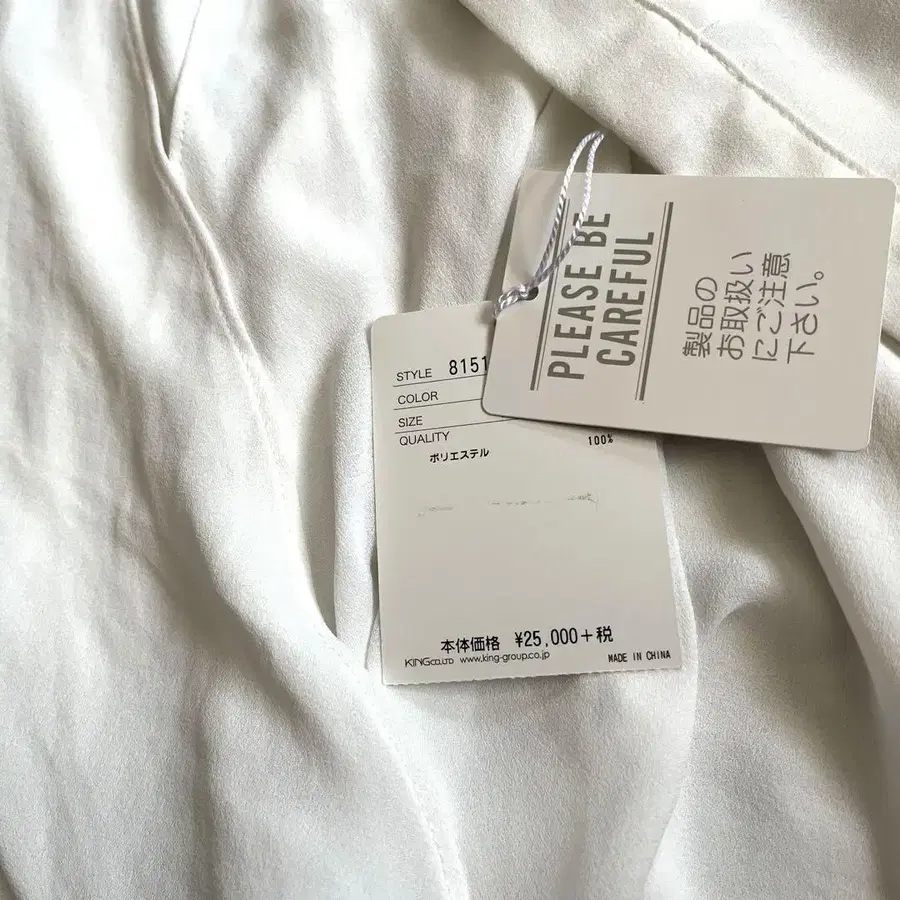 PLEASE BE
CAREFUL
製品の
お取扱い
にご注意
下さい。
STYLE 8151
COLOR
SIZE
QUALITY
100%
ポリエステル
本体価格 ¥25,000+税
KING CO.,LTD www.king-group.co.jp MADE IN CHINA